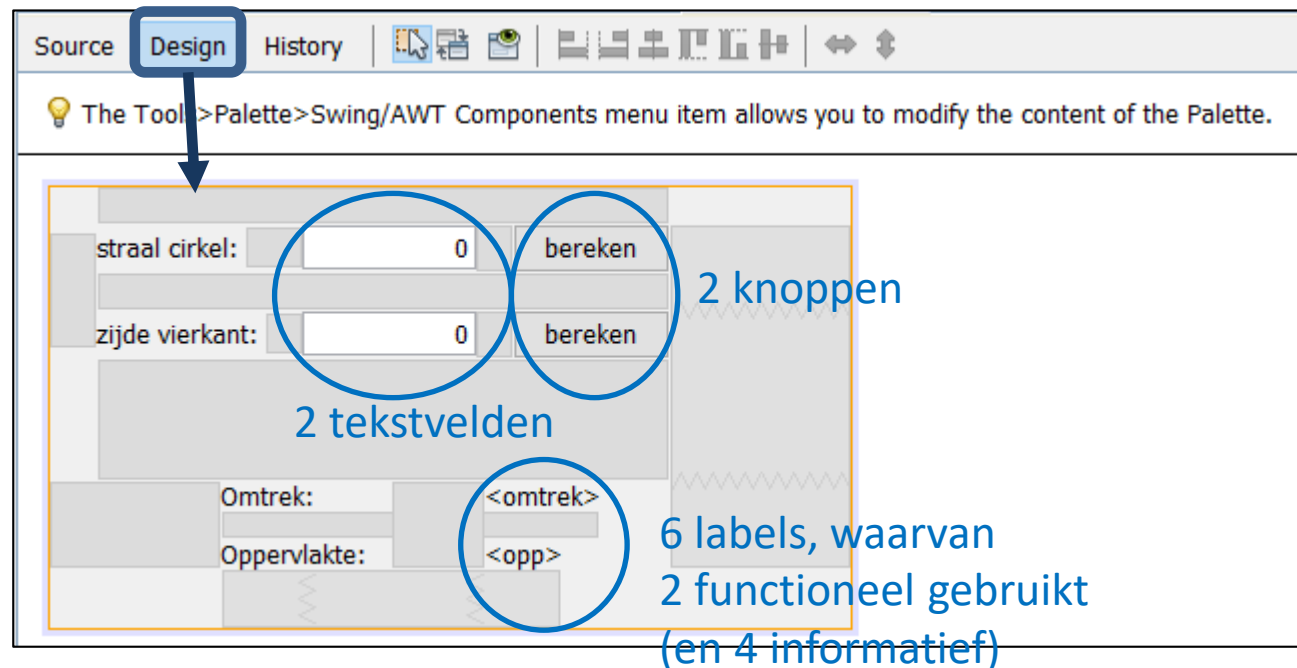 Source Design History
The Tools>Palette>Swing/AWT Components menu item allows you to modify the content of the Palette.
straal cirkel: 0 bereken
2 knoppen
zijde vierkant: 0 bereken
2 tekstvelden
Omtrek: <omtrek>
Oppervlakte: <opp>
6 labels, waarvan
2 functioneel gebruikt
(en 4 informatief)